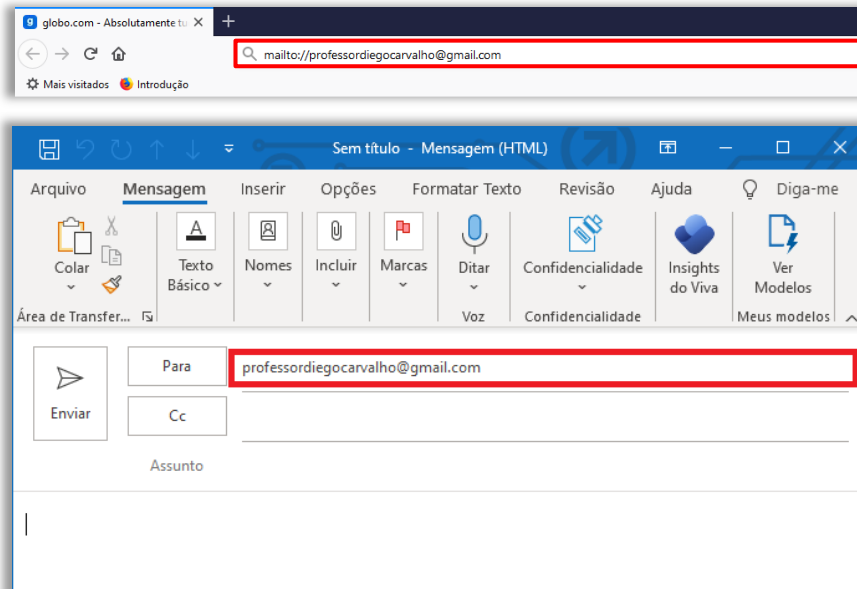 globo.com - Absolutamente tu
mailto://professordiegocarvalho@gmail.com
Mais visitados Introdução
Sem título - Mensagem (HTML)
Arquivo Mensagem Inserir Opções Formatar Texto Revisão Ajuda Diga-me
Colar Texto Básico Nomes Incluir Marcas Ditar Confidencialidade Insights do Viva Ver Modelos
Área de Transfer... Voz Confidencialidade Meus modelos
Para professordiegocarvalho@gmail.com
Enviar Cc
Assunto